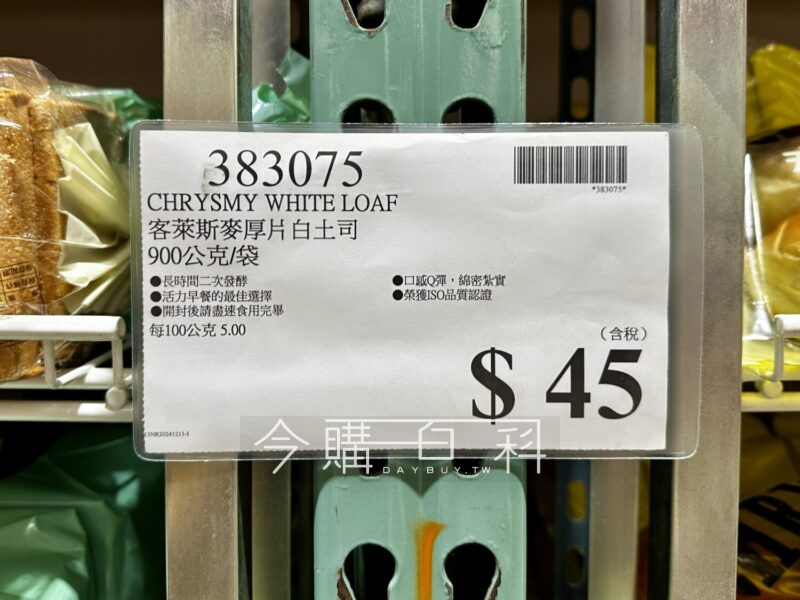 383075
*383075*
CHRYSMY WHITE LOAF
客萊斯麥厚片白土司
900公克/袋
●長時間二次發酵
●活力早餐的最佳選擇
●開封後請盡速食用完畢
●口感Q彈，綿密紮實
●榮獲ISO品質認證
每100公克 5.00
（含稅）
$ 45
今購百科
DAYBUY.TW